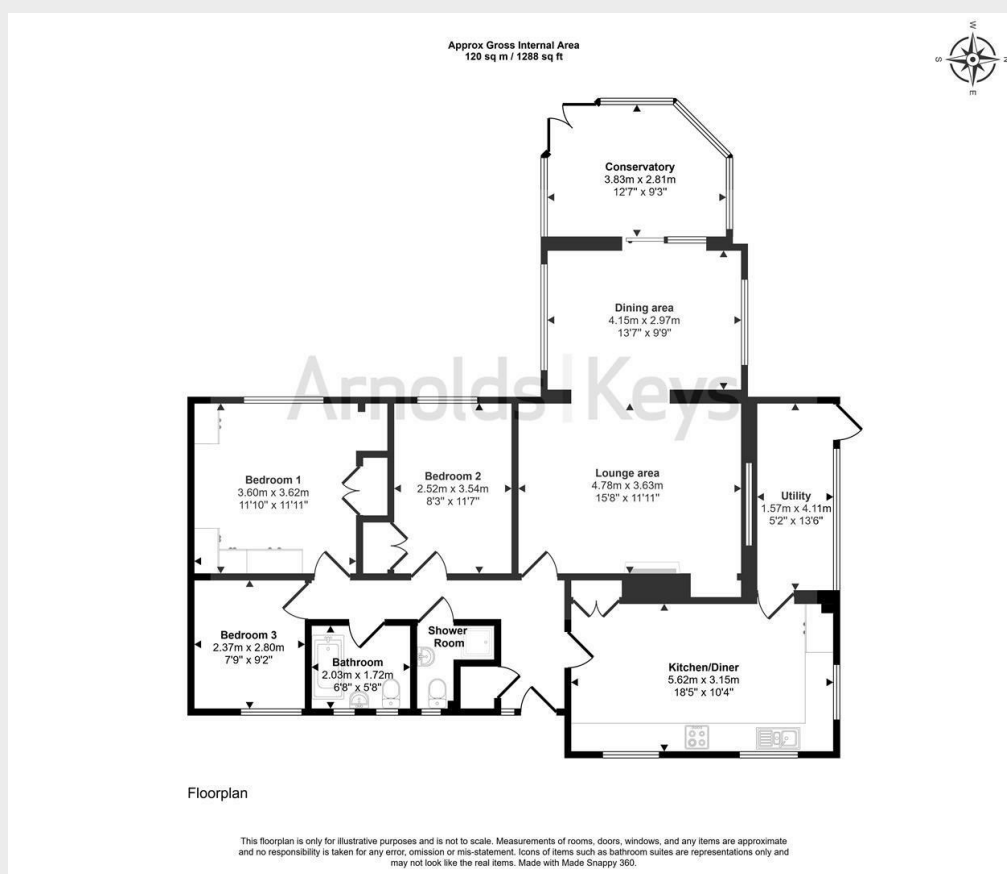 Approx Gross Internal Area
120 sq m / 1288 sq ft
W
S
N
E
Conservatory
3.83m x 2.81m
12'7" x 9'3"
Dining area
4.15m x 2.97m
13'7" x 9'9"
Arnolds | Keys
Bedroom 1
3.60m x 3.62m
11'10" x 11'11"
Bedroom 2
2.52m x 3.54m
8'3" x 11'7"
Lounge area
4.78m x 3.63m
15'8" x 11'11"
Utility
1.57m x 4.11m
5'2" x 13'6"
Bedroom 3
2.37m x 2.80m
7'9" x 9'2"
Bathroom
2.03m x 1.72m
6'8" x 5'8"
Shower
Room
Kitchen/Diner
5.62m x 3.15m
18'5" x 10'4"
Floorplan
This floorplan is only for illustrative purposes and is not to scale. Measurements of rooms, doors, windows, and any items are approximate
and no responsibility is taken for any error, omission or mis-statement. Icons of items such as bathroom suites are representations only and
may not look like the real items. Made with Made Snappy 360.